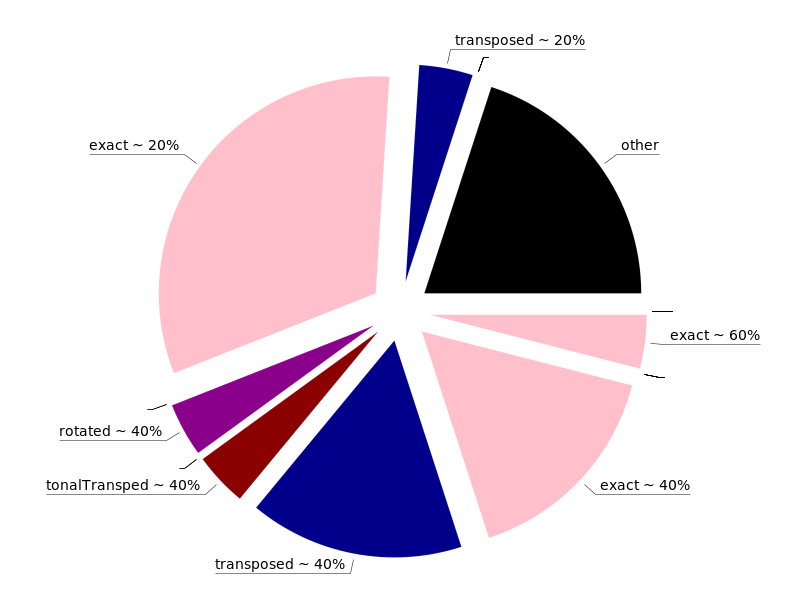 transposed ~ 20%
exact ~ 20%
other
exact ~ 60%
rotated ~ 40%
tonalTransped ~ 40%
exact ~ 40%
transposed ~ 40%